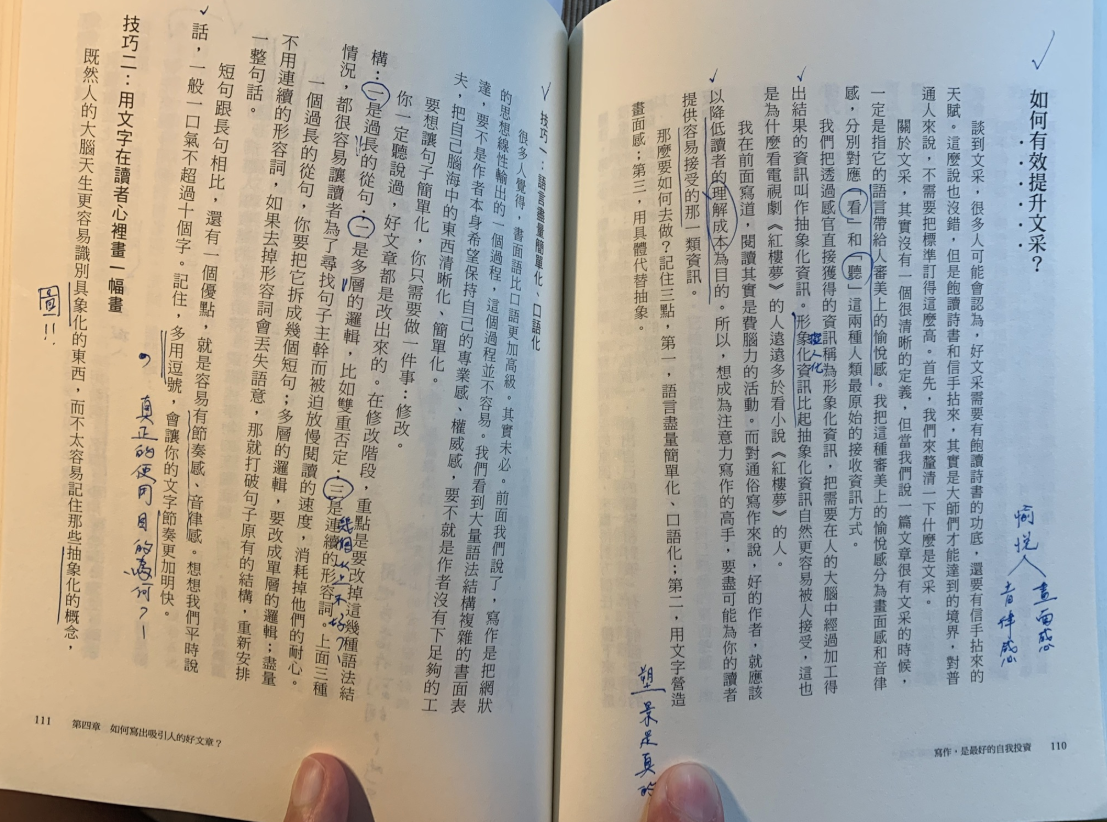 如何有效提升文采？
談到文采，很多人可能會認為，好文采需要有飽讀詩書的功底，還要有信手拈來的
天賦。這麼說也沒錯，但是飽讀詩書和信手拈來，其實是大師們才能達到的境界，對普
通人來說，不需要把標準訂得這麼高。首先，我們來釐清一下什麼是文采。
關於文采，其實沒有一個很清晰的定義，但當我們說一篇文章很有文采的時候，
一定是指它的語言帶給人審美上的愉悅感。我把這種審美上的愉悅感分為畫面感和音律
感，分別對應「看」和「聽」這兩種人類最原始的接收資訊方式。
我們把透過感官直接獲得的資訊稱為形象化資訊，把需要在人的大腦中經過加工得
出結果的資訊叫作抽象化資訊。形象化資訊比起抽象化資訊自然更容易被人接受，這也
是為什麼看電視劇《紅樓夢》的人遠遠多於看小說《紅樓夢》的人。
我在前面寫道，閱讀其實是費腦力的活動。而對通俗寫作來說，好的作者，就應該
以降低讀者的理解成本為目的。所以，想成為注意力寫作的高手，要盡可能為你的讀者
提供容易接受的那一類資訊。
那麼要如何去做？記住三點，第一，語言盡量簡單化、口語化；第二，用文字營造
畫面感；第三，用具體代替抽象。
愉悅
畫面感
音律感
擬人化
寫作，是最好的自我投資 110
技巧一：語言盡量簡單化、口語化
很多人覺得，書面語比口語更加高級。其實未必。前面我們說了，寫作是把網狀
的思想線性輸出的一個過程，這個過程並不容易。我們看到大量語法結構複雜的書面表
達，要不是作者本身希望保持自己的專業感、權威感，要不就是作者沒有下足夠的工
夫，把自己腦海中的東西清晰化、簡單化。
要想讓句子簡單化，你只需要做一件事：修改。
你一定聽說過，好文章都是改出來的。在修改階段，重點是要改掉這幾種語法結
構：一是過長的從句；二是多層的邏輯，比如雙重否定；三是連續的形容詞。上面三種
情況，都很容易讓讀者為了尋找句子主幹而被迫放慢閱讀的速度，消耗掉他們的耐心。
一個過長的從句，你要把它拆成幾個短句；多層的邏輯，要改成單層的邏輯；盡量
不用連續的形容詞，如果去掉形容詞會丟失語意，那就打破句子原有的結構，重新安排
一整句話。
短句跟長句相比，還有一個優點，就是容易有節奏感、音律感。想想我們平時說
話，一般一口氣不超過十個字。記住，多用逗號，會讓你的文字節奏更加明快。
真正的使用目的為何？
技巧二：用文字在讀者心裡畫一幅畫
既然人的大腦天生更容易識別具象化的東西，而不太容易記住那些抽象化的概念，
圖!!
111 第四章 如何寫出吸引人的好文章？